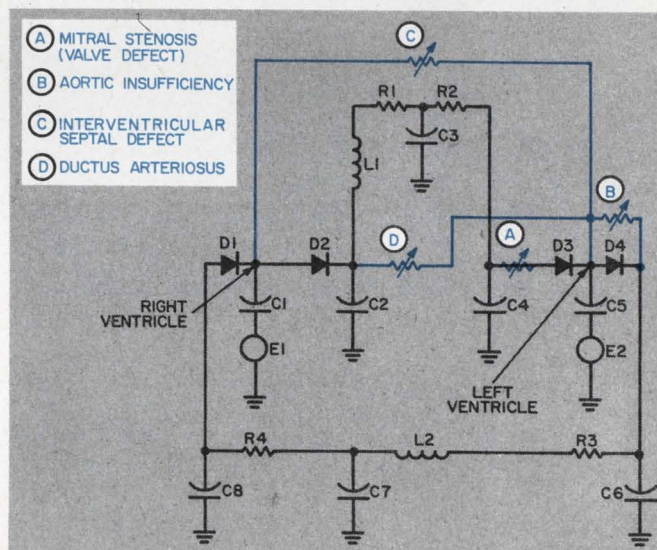 A MITRAL STENOSIS
(VALVE DEFECT)
B AORTIC INSUFFICIENCY
C INTERVENTRICULAR
SEPTAL DEFECT
D DUCTUS ARTERIOSUS
C
R1 R2
C3
L1
B
D1 D2 D A D3 D4
RIGHT
VENTRICLE
C1 C2 C4 C5
E1 E2
LEFT
VENTRICLE
R4 L2 R3
C8 C7 C6